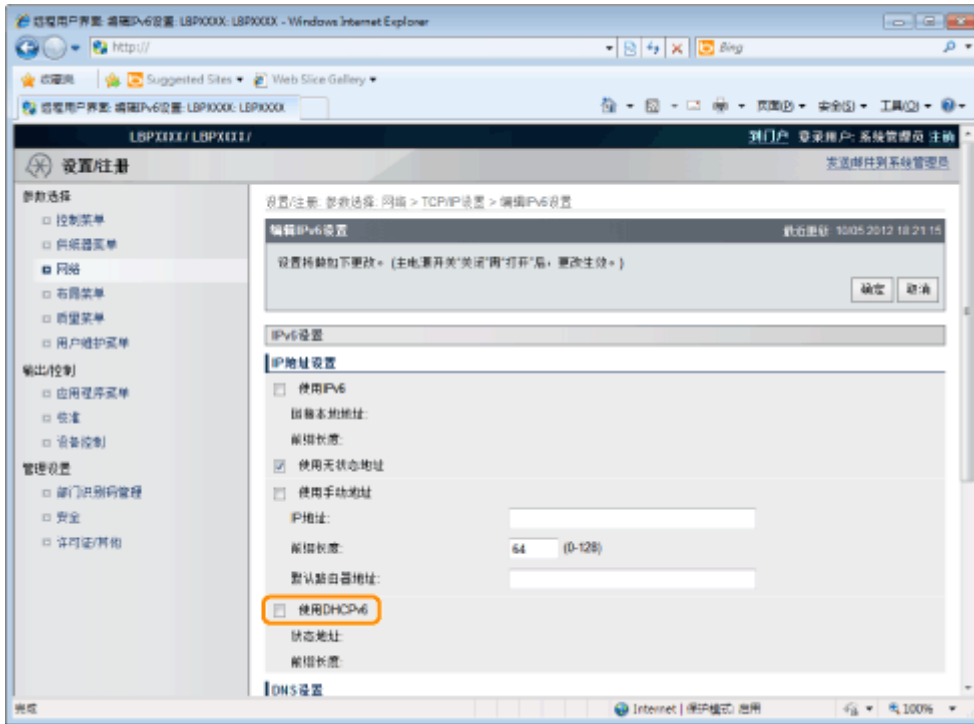 远程用户界面: 编辑IPv6设置: LBPXXXX: LBPXXXX - Windows Internet Explorer
http://
Bing
收藏夹 Suggested Sites Web Slice Gallery
远程用户界面: 编辑IPv6设置: LBPXXXX: LBPXXXX
页面(P) 安全(S) 工具(O)
LBPXXXX / LBPXXXX /
到门户 登录用户: 系统管理员 注销
设置/注册
发送邮件到系统管理员
参数选择
控制菜单
供纸器菜单
网络
布局菜单
质量菜单
用户维护菜单
输出/控制
应用程序菜单
校准
设备控制
管理设置
部门识别码管理
安全
许可证/其他
设置/注册: 参数选择: 网络 > TCP/IP设置 > 编辑IPv6设置
编辑IPv6设置
最近更新: 10/05 2012 18:21:15
设置将做如下更改。(主电源开关“关闭”再“打开”后，更改生效。)
确定 取消
IPv6设置
IP地址设置
使用IPv6
本地地址:
前缀长度:
使用无状态地址
使用手动地址
IP地址:
前缀长度: 64 (0-128)
默认路由器地址:
使用DHCPv6
状态地址:
前缀长度:
DNS设置
完成
Internet | 保护模式: 启用
100%